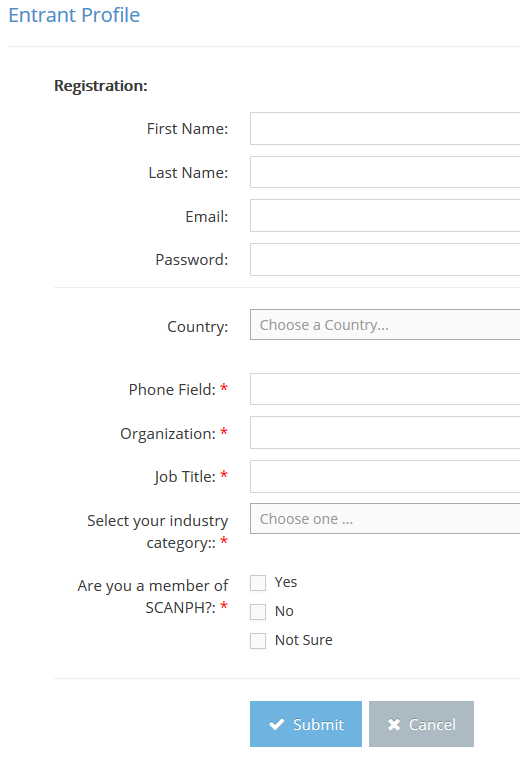 Entrant Profile
Registration:
First Name:
Last Name:
Email:
Password:
Country:
Choose a Country...
Phone Field: *
Organization: *
Job Title: *
Select your industry
category:: *
Choose one ...
Are you a member of
SCANPH?: *
Yes
No
Not Sure
Submit
Cancel